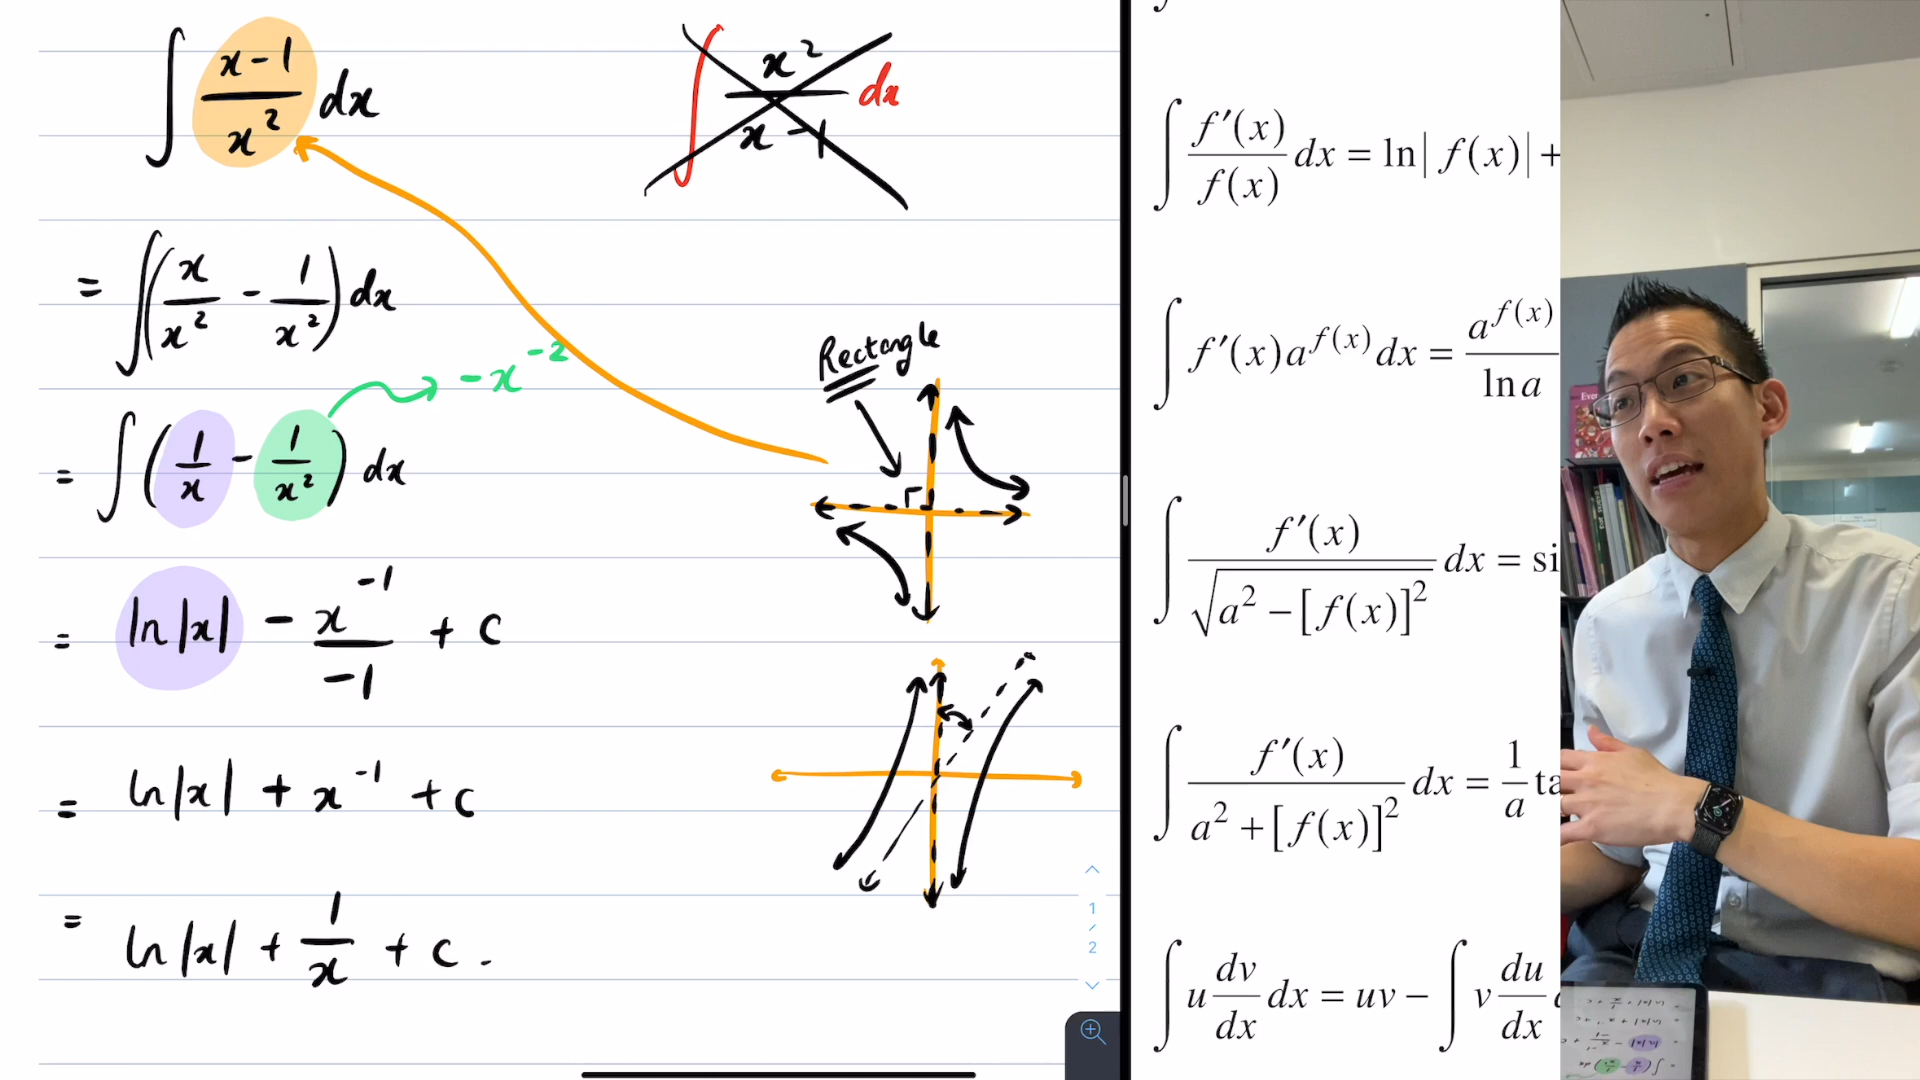 ∫ (x-1)/x² dx
∫ x²/(x-1) dx
= ∫(x/x² - 1/x²) dx
-x⁻²
= ∫(1/x - 1/x²) dx
= ln|x| - x⁻¹/-1 + c
= ln|x| + x⁻¹ + c
= ln|x| + 1/x + c.
Rectangle
1
/
2
∫ f′(x)/f(x) dx = ln|f(x)| +
∫ f′(x)a^f(x) dx = a^f(x)/ln a
∫ f′(x)/√(a² − [f(x)]²) dx = si
∫ f′(x)/(a² + [f(x)]²) dx = 1/a ta
∫ u dv/dx dx = uv − ∫ v du/dx